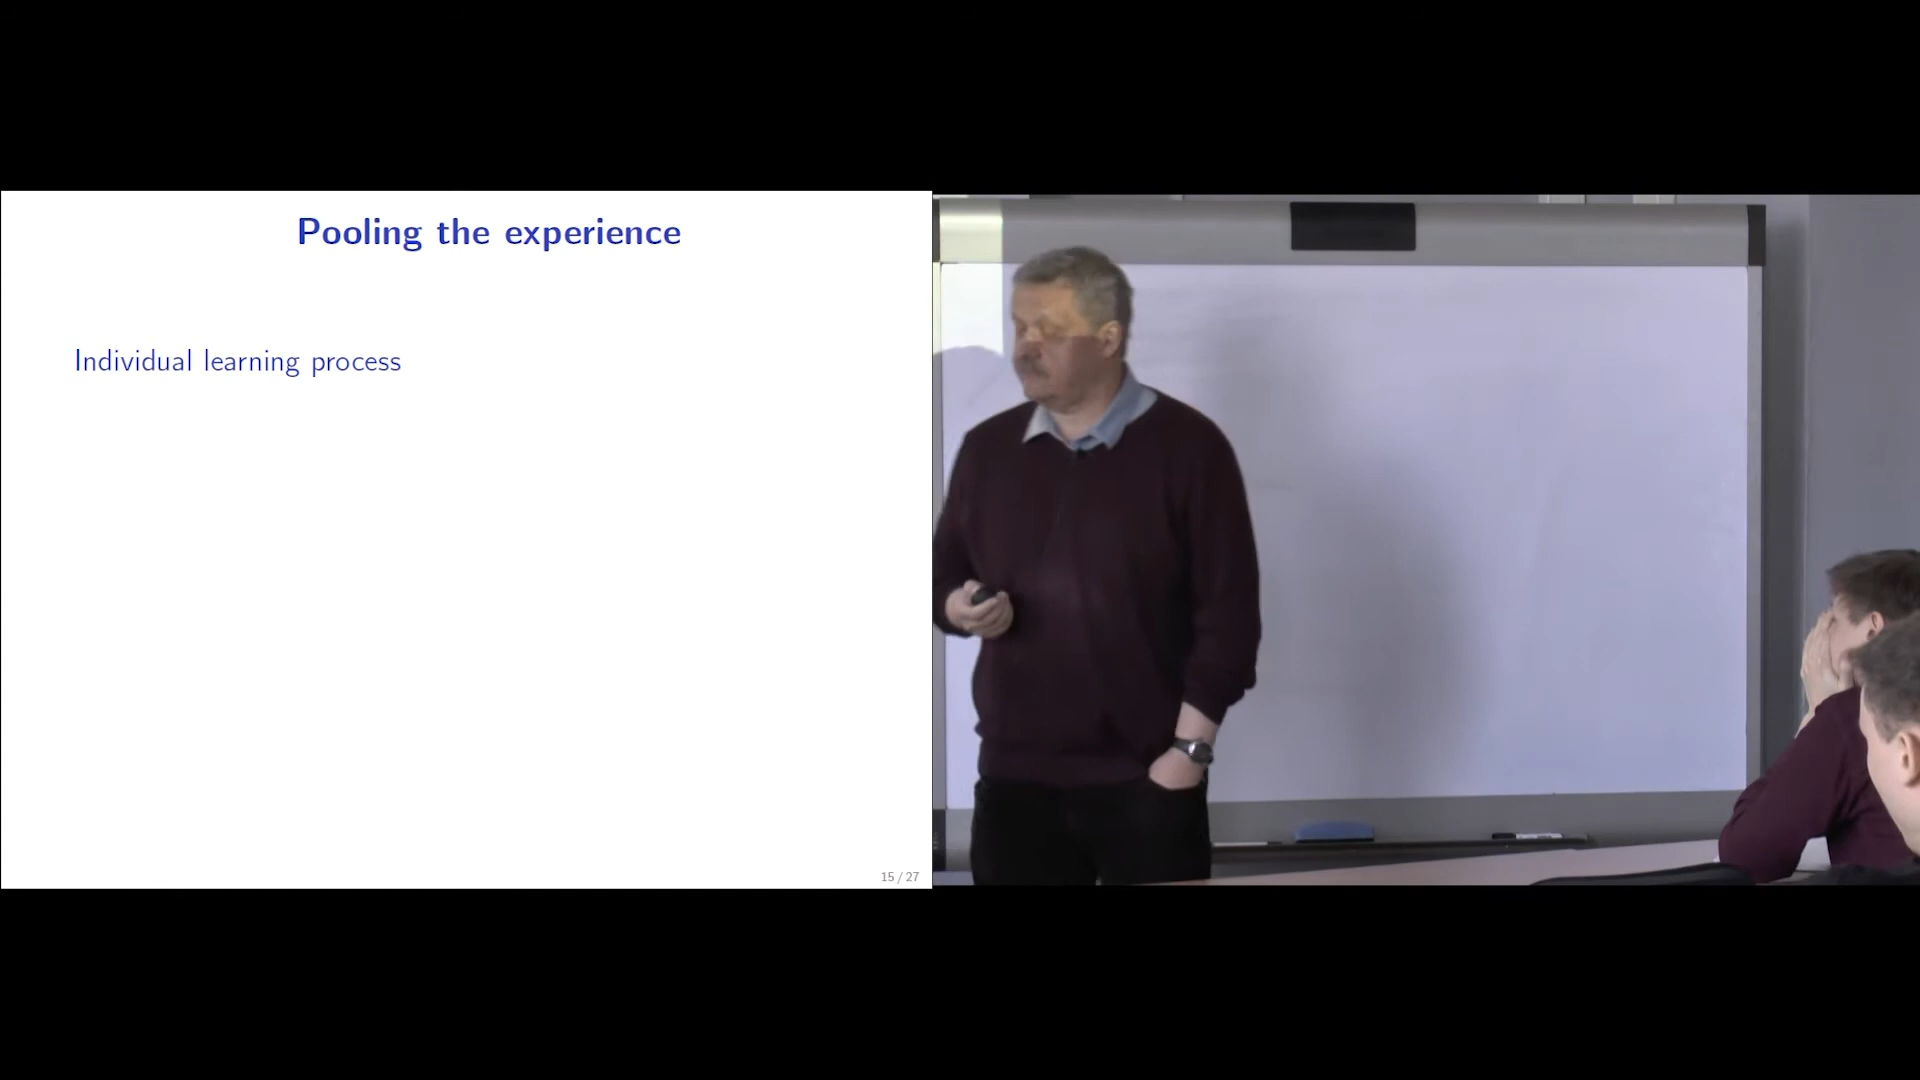 Pooling the experience
Individual learning process
15 / 27